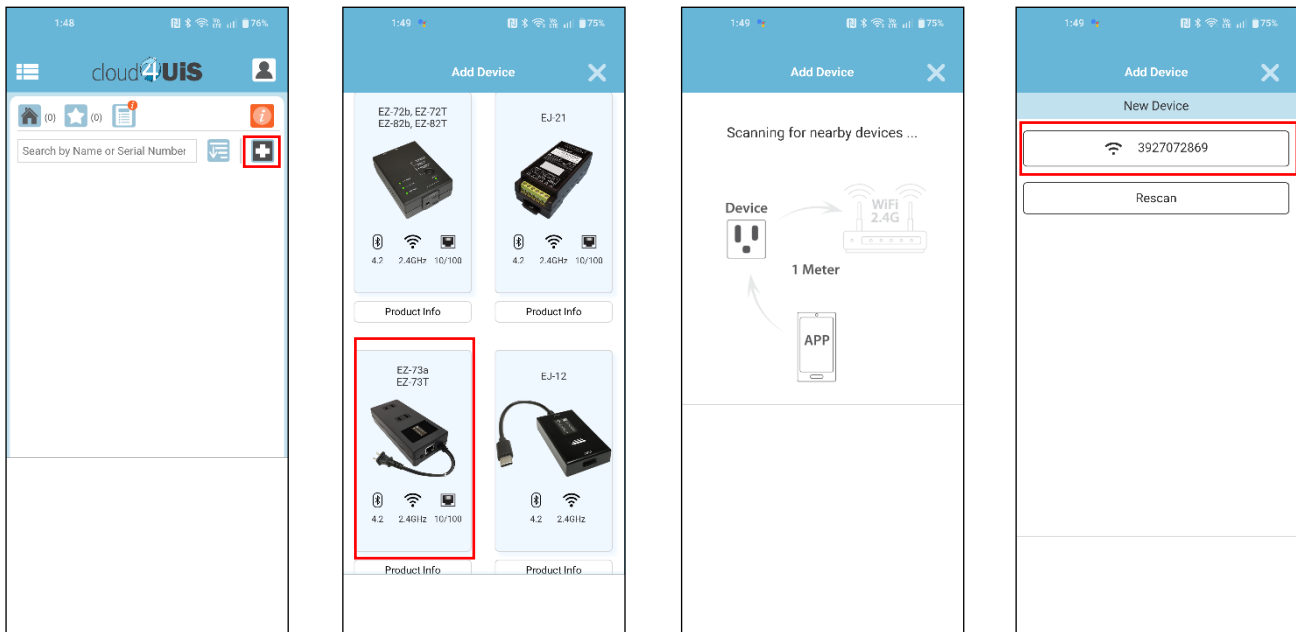 1:48
76%
cloud4UiS
(0)
(0)
i
i
Search by Name or Serial Number
1:49
75%
Add Device
EZ-72b, EZ-72T
EZ-82b, EZ-82T
4.2 2.4GHz 10/100
Product Info
EJ-21
4.2 2.4GHz 10/100
Product Info
EZ-73a
EZ-73T
4.2 2.4GHz 10/100
Product Info
EJ-12
4.2 2.4GHz
Product Info
1:49
75%
Add Device
Scanning for nearby devices ...
Device
WiFi
2.4G
1 Meter
APP
1:49
75%
Add Device
New Device
3927072869
Rescan